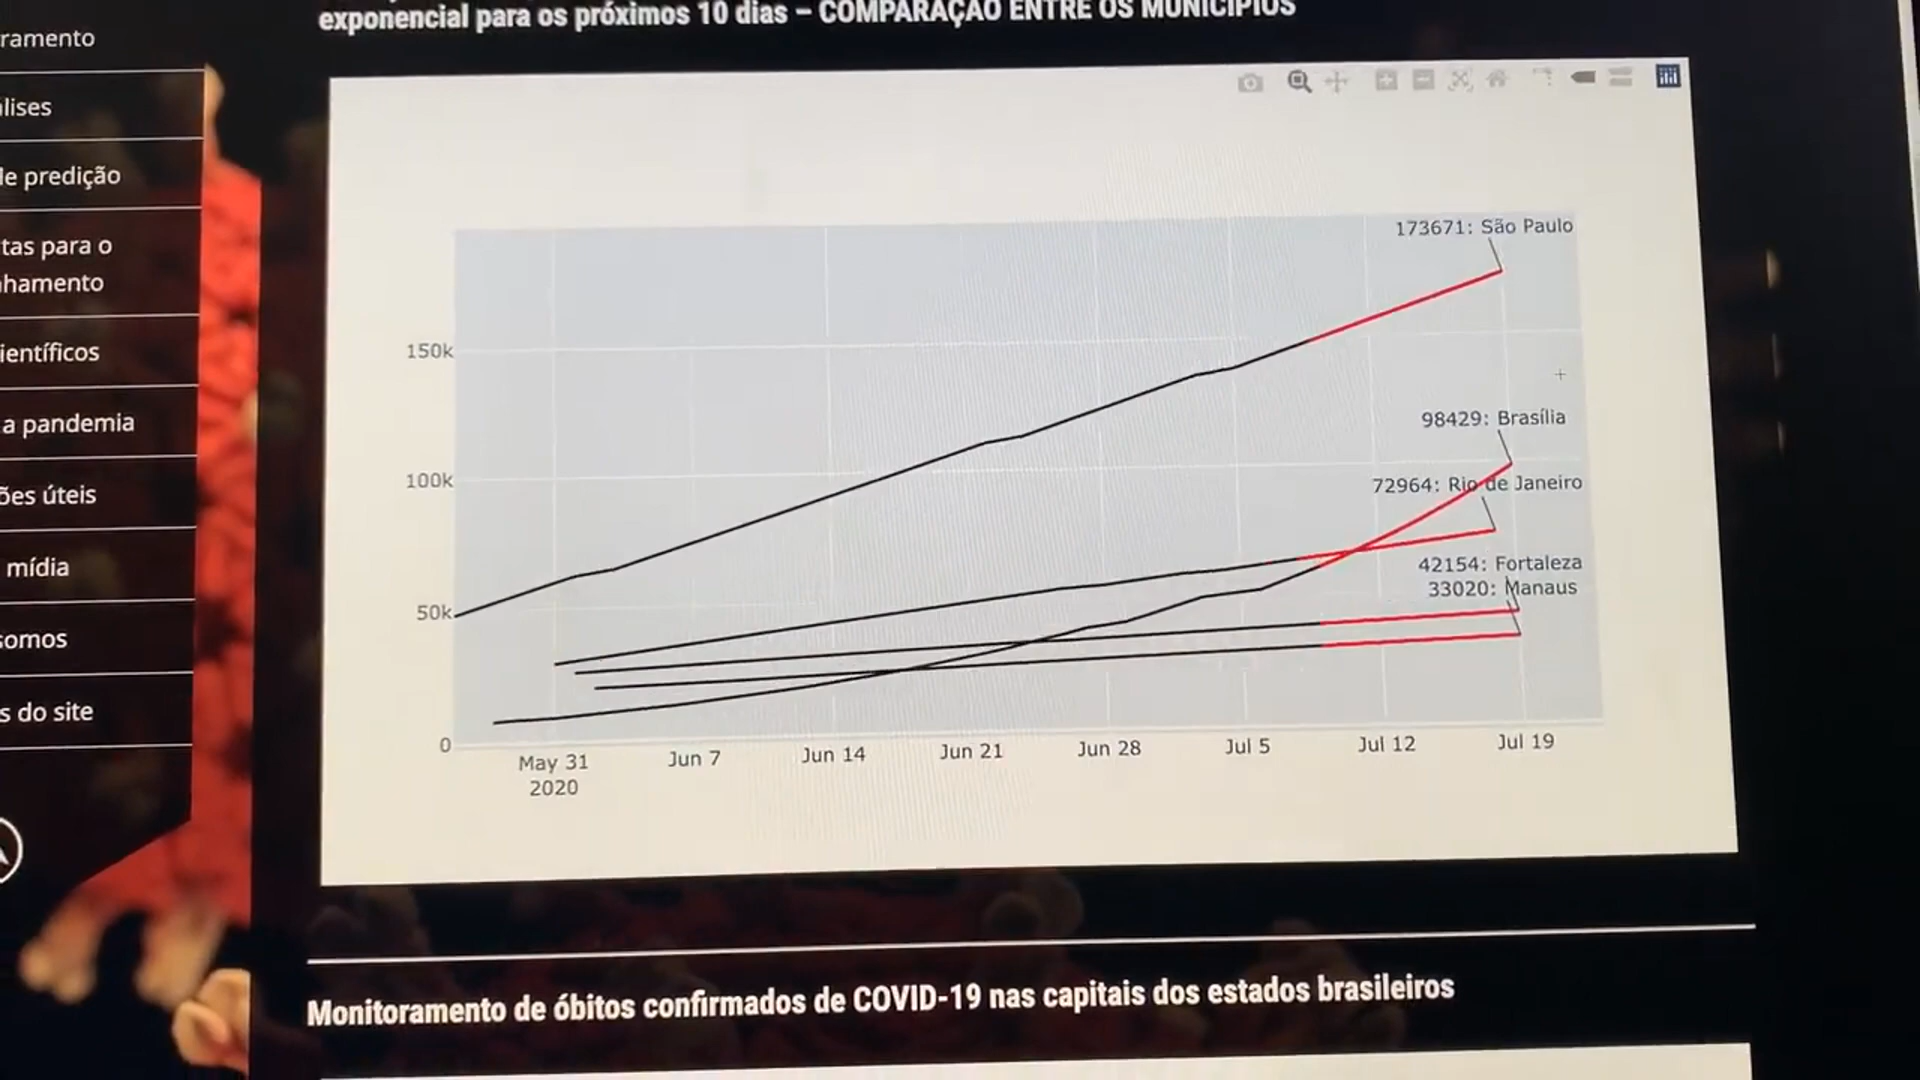 exponencial para os próximos 10 dias – COMPARAÇÃO ENTRE OS MUNICÍPIOS
ramento
lises
le predição
tas para o
hamento
ientíficos
a pandemia
ões úteis
mídia
somos
s do site
173671: São Paulo
98429: Brasília
72964: Rio de Janeiro
42154: Fortaleza
33020: Manaus
150k
100k
50k
0
May 31
2020
Jun 7
Jun 14
Jun 21
Jun 28
Jul 5
Jul 12
Jul 19
Monitoramento de óbitos confirmados de COVID-19 nas capitais dos estados brasileiros